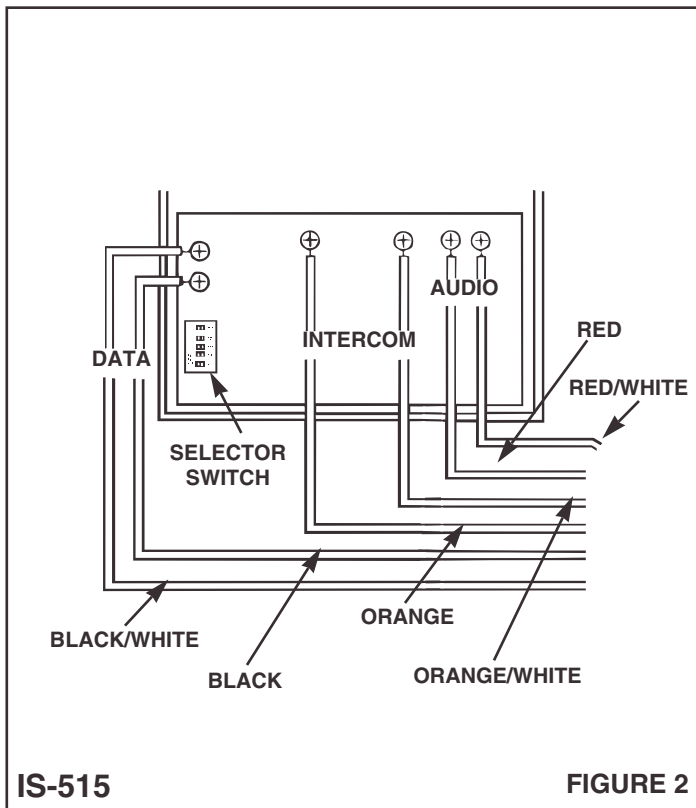 AUDIO
INTERCOM
DATA
RED
RED/WHITE
SELECTOR
SWITCH
ORANGE
BLACK/WHITE
BLACK
ORANGE/WHITE
IS-515
FIGURE 2